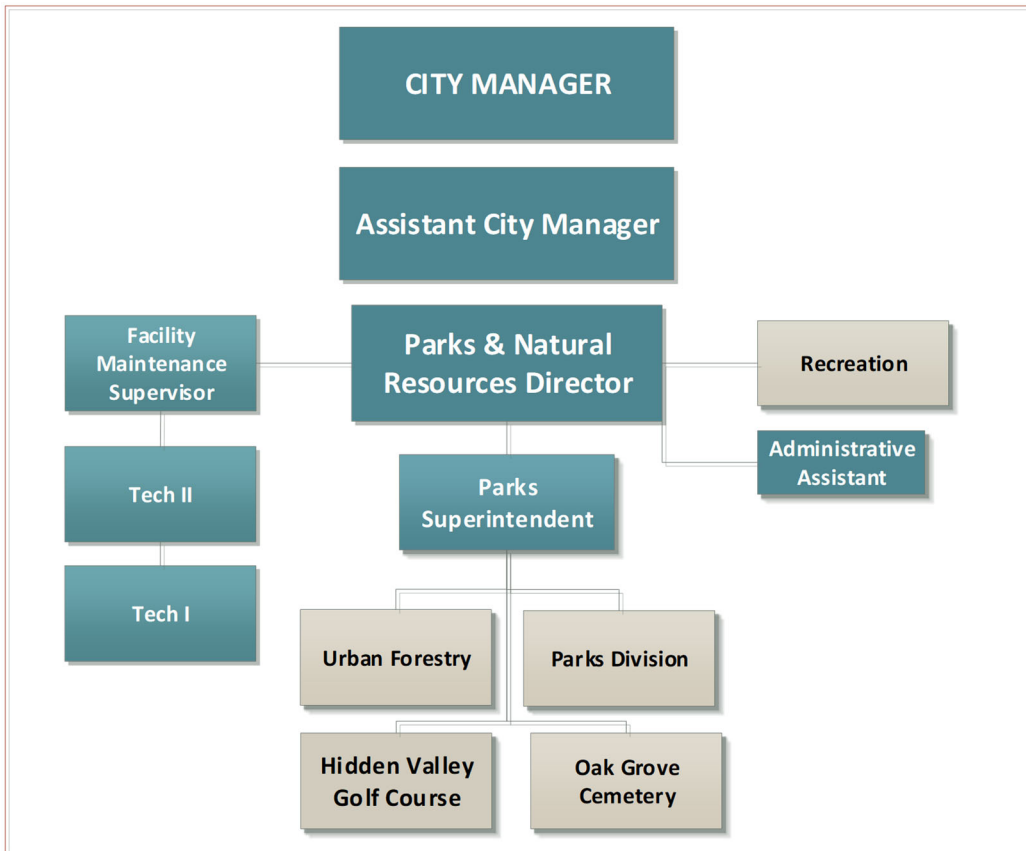 CITY MANAGER
Assistant City Manager
Facility
Maintenance
Supervisor
Parks & Natural
Resources Director
Recreation
Administrative
Assistant
Tech II
Parks
Superintendent
Tech I
Urban Forestry
Parks Division
Hidden Valley
Golf Course
Oak Grove
Cemetery